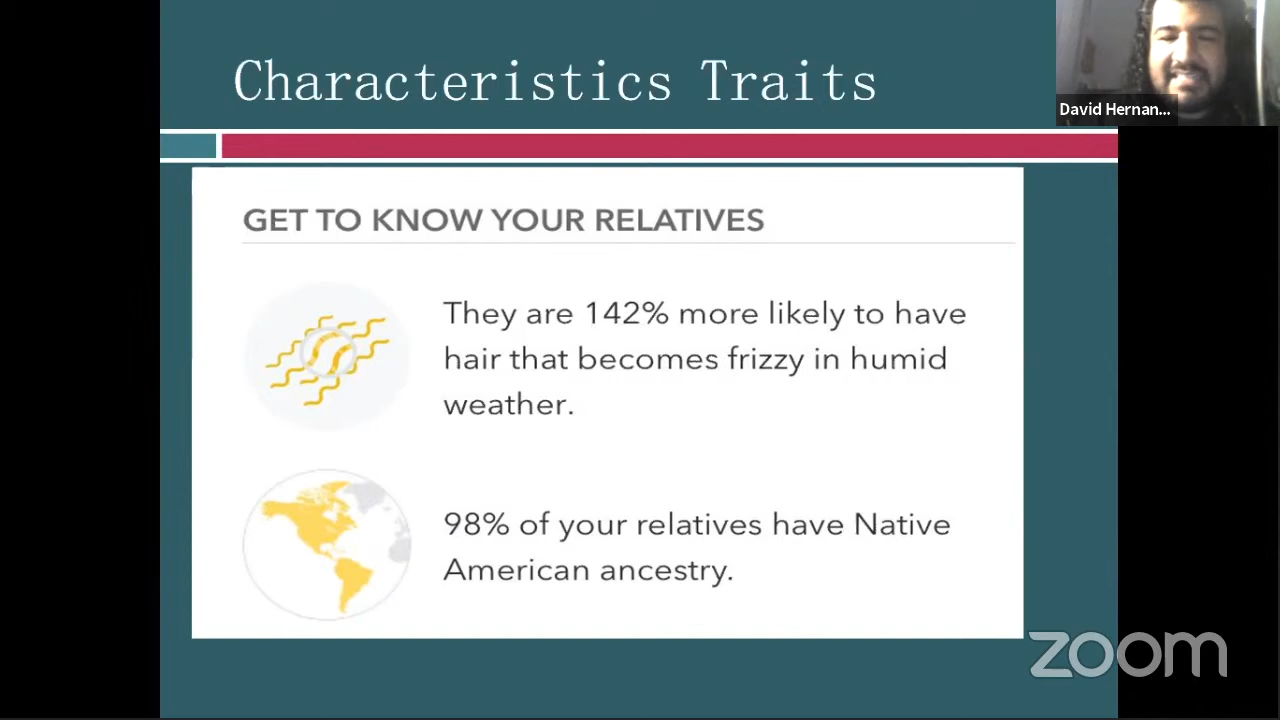 Characteristics Traits
David Hernan...
GET TO KNOW YOUR RELATIVES
They are 142% more likely to have
hair that becomes frizzy in humid
weather.
98% of your relatives have Native
American ancestry.
zoom